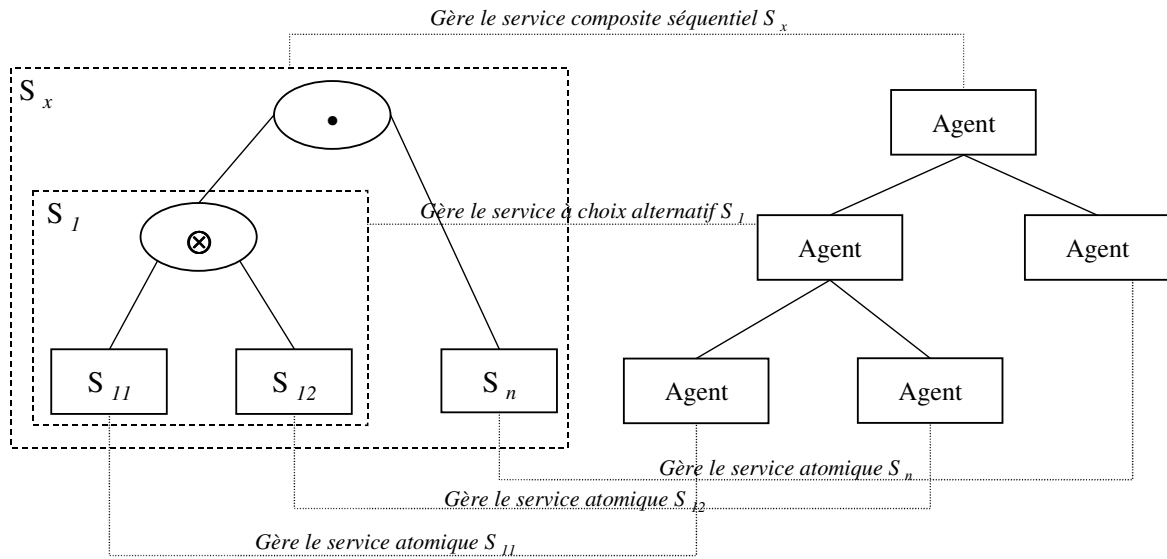 Gère le service composite séquentiel S x
S x
•
Agent
S 1
Gère le service à choix alternatif S 1
⊗
Agent
Agent
S 11
S 12
S n
Agent
Agent
Gère le service atomique S n
Gère le service atomique S 12
Gère le service atomique S 11